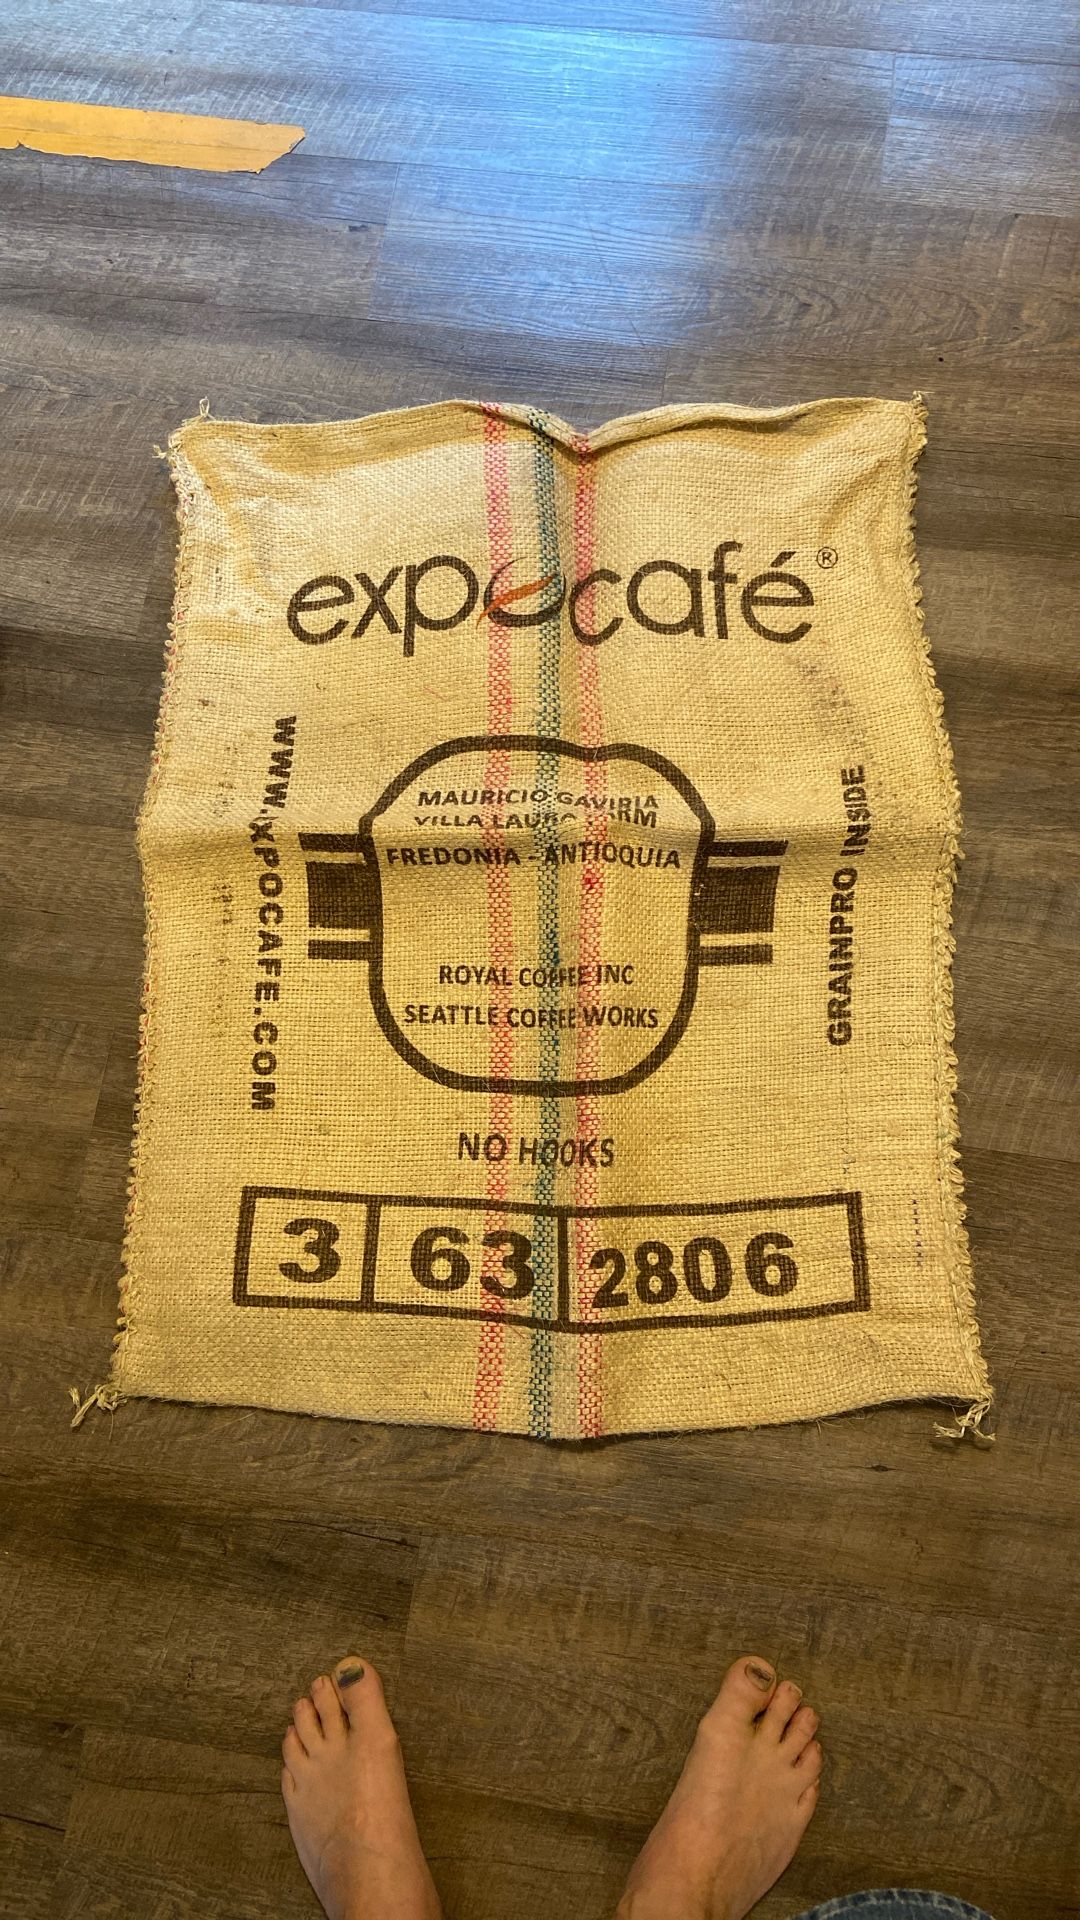 expocafé®
WWW.EXPOCAFE.COM
MAURICIO GAVIRIA
VILLA LAURA FARM
FREDONIA - ANTIOQUIA
ROYAL COFFEE INC
SEATTLE COFFEE WORKS
GRAINPRO INSIDE
NO HOOKS
3 63 2806